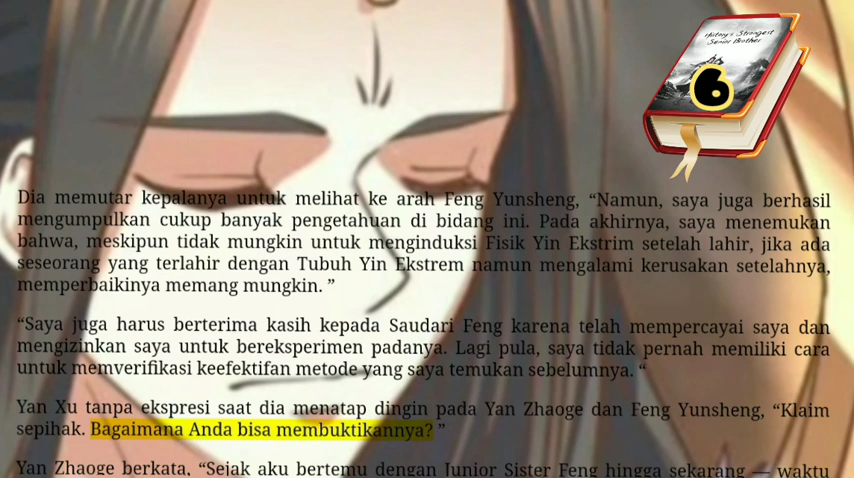 History's Strongest
Senior Brother
6
Dia memutar kepalanya untuk melihat ke arah Feng Yunsheng, “Namun, saya juga berhasil
mengumpulkan cukup banyak pengetahuan di bidang ini. Pada akhirnya, saya menemukan
bahwa, meskipun tidak mungkin untuk menginduksi Fisik Yin Ekstrim setelah lahir, jika ada
seseorang yang terlahir dengan Tubuh Yin Ekstrem namun mengalami kerusakan setelahnya,
memperbaikinya memang mungkin. ”
“Saya juga harus berterima kasih kepada Saudari Feng karena telah mempercayai saya dan
mengizinkan saya untuk bereksperimen padanya. Lagi pula, saya tidak pernah memiliki cara
untuk memverifikasi keefektifan metode yang saya temukan sebelumnya. “
Yan Xu tanpa ekspresi saat dia menatap dingin pada Yan Zhaoge dan Feng Yunsheng, “Klaim
sepihak. Bagaimana Anda bisa membuktikannya? ”
Yan Zhaoge berkata, “Sejak aku bertemu dengan Junior Sister Feng hingga sekarang — waktu